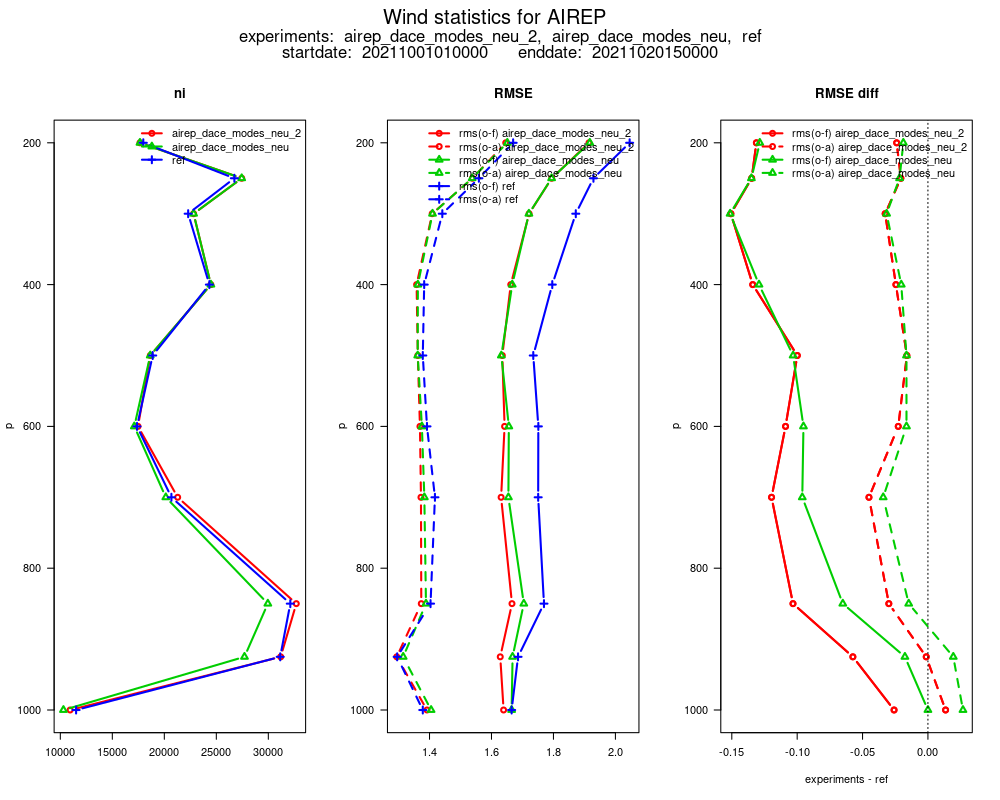 Wind statistics for AIREP
experiments:  airep_dace_modes_neu_2,  airep_dace_modes_neu,  ref
startdate:  20211001010000      enddate:  20211020150000
ni
airep_dace_modes_neu_2
airep_dace_modes_neu
ref
p
200
400
600
800
1000
10000 15000 20000 25000 30000
RMSE
rms(o-f) airep_dace_modes_neu_2
rms(o-a) airep_dace_modes_neu_2
rms(o-f) airep_dace_modes_neu
rms(o-a) airep_dace_modes_neu
rms(o-f) ref
rms(o-a) ref
p
200
400
600
800
1000
1.4 1.6 1.8 2.0
RMSE diff
rms(o-f) airep_dace_modes_neu_2
rms(o-a) airep_dace_modes_neu_2
rms(o-f) airep_dace_modes_neu
rms(o-a) airep_dace_modes_neu
p
200
400
600
800
1000
-0.15 -0.10 -0.05 0.00
experiments - ref